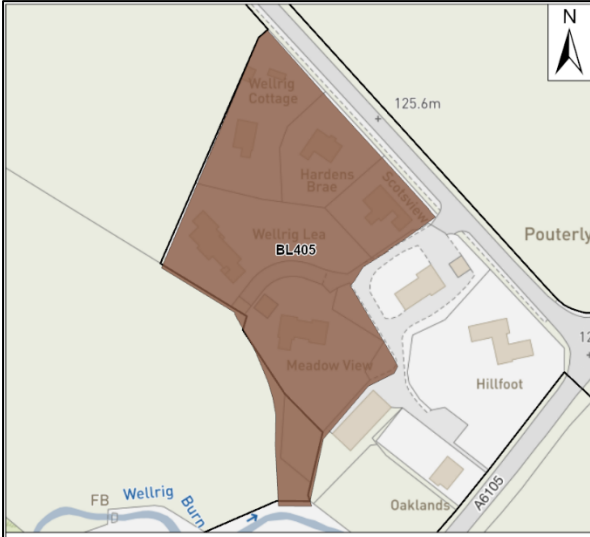 N
125.6m
Wellrig
Cottage
Hardens
Brae
Scotsview
Pouterly
Wellrig Lea
BL405
12
Meadow View
Hillfoot
A6105
Oaklands
FB
Wellrig
Burn
D